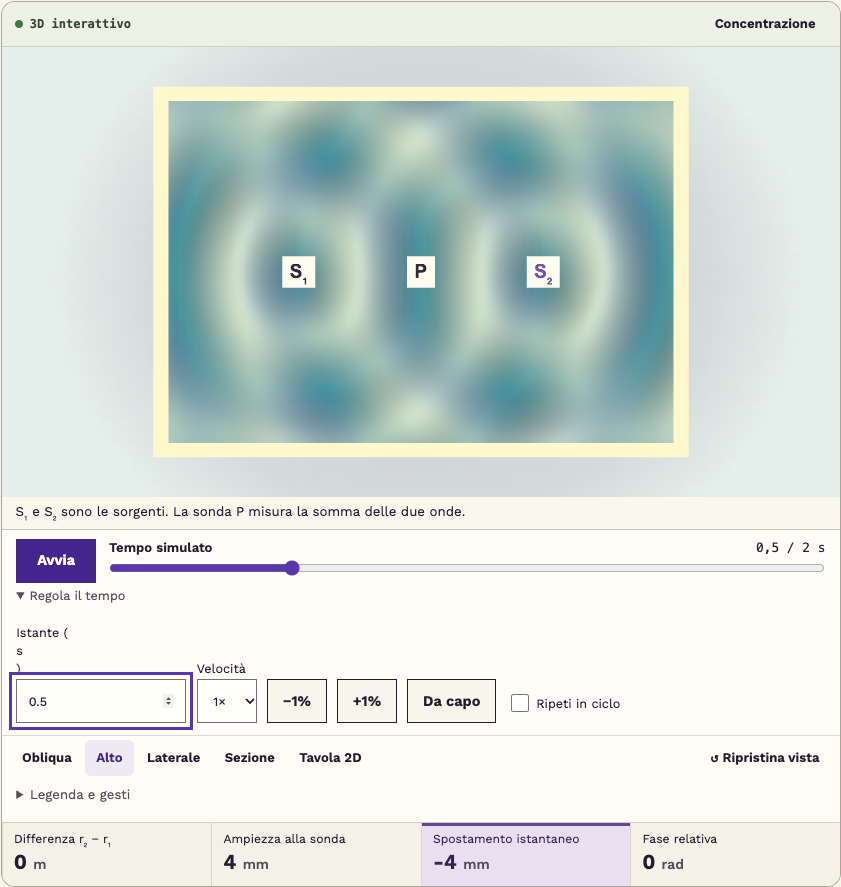 3D interattivo
Concentrazione
S₁ P S₂
S₁ e S₂ sono le sorgenti. La sonda P misura la somma delle due onde.
Avvia
Tempo simulato
0,5 / 2 s
▼ Regola il tempo
Istante (
s
)
Velocità
0.5
1×
−1%
+1%
Da capo
Ripeti in ciclo
Obliqua
Alto
Laterale
Sezione
Tavola 2D
↺ Ripristina vista
▶ Legenda e gesti
Differenza r₂ − r₁
0 m
Ampiezza alla sonda
4 mm
Spostamento istantaneo
-4 mm
Fase relativa
0 rad